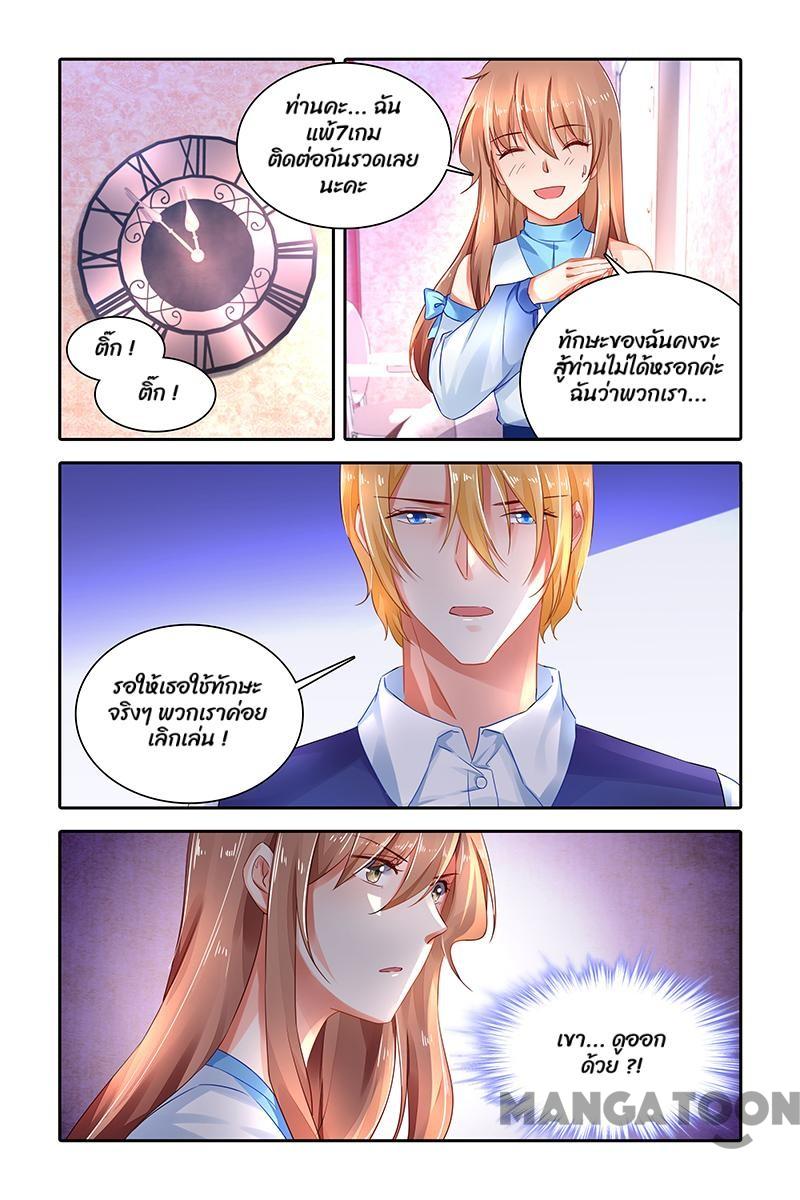 ติ๊ก !
ติ๊ก !
ท่านคะ... ฉัน
แพ้7เกม
ติดต่อกันรวดเลย
นะคะ
ทักษะของฉันคงจะ
สู้ท่านไม่ได้หรอกค่ะ
ฉันว่าพวกเรา...
รอให้เธอใช้ทักษะ
จริงๆ พวกเราค่อย
เลิกเล่น !
เขา... ดูออก
ด้วย ?!
MANGATOON